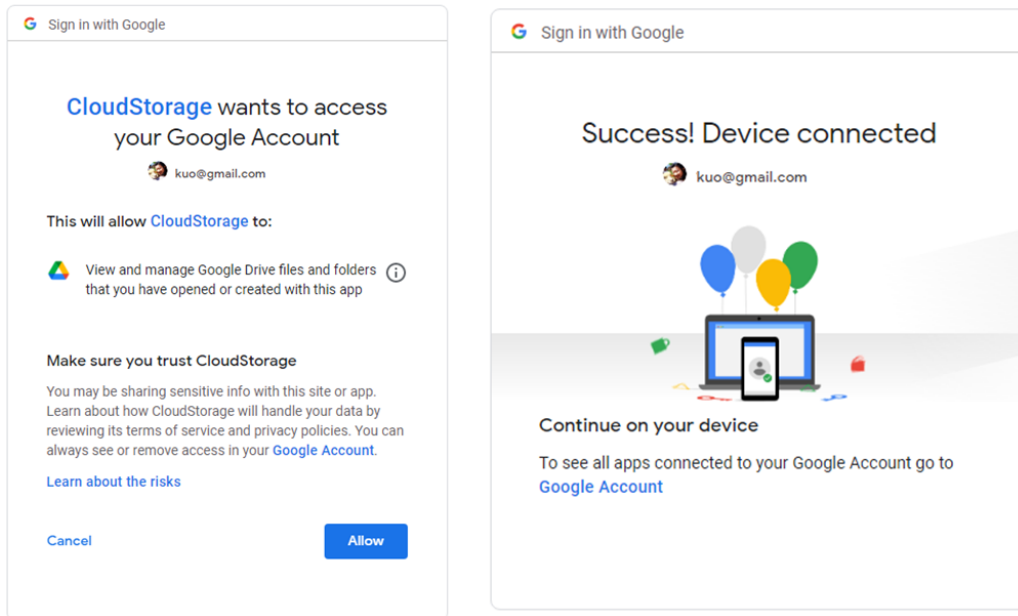 Sign in with Google
CloudStorage wants to access
your Google Account
kuo@gmail.com
This will allow CloudStorage to:
View and manage Google Drive files and folders
that you have opened or created with this app
Make sure you trust CloudStorage
You may be sharing sensitive info with this site or app.
Learn about how CloudStorage will handle your data by
reviewing its terms of service and privacy policies. You can
always see or remove access in your Google Account.
Learn about the risks
Cancel
Allow
Sign in with Google
Success! Device connected
kuo@gmail.com
Continue on your device
To see all apps connected to your Google Account go to
Google Account